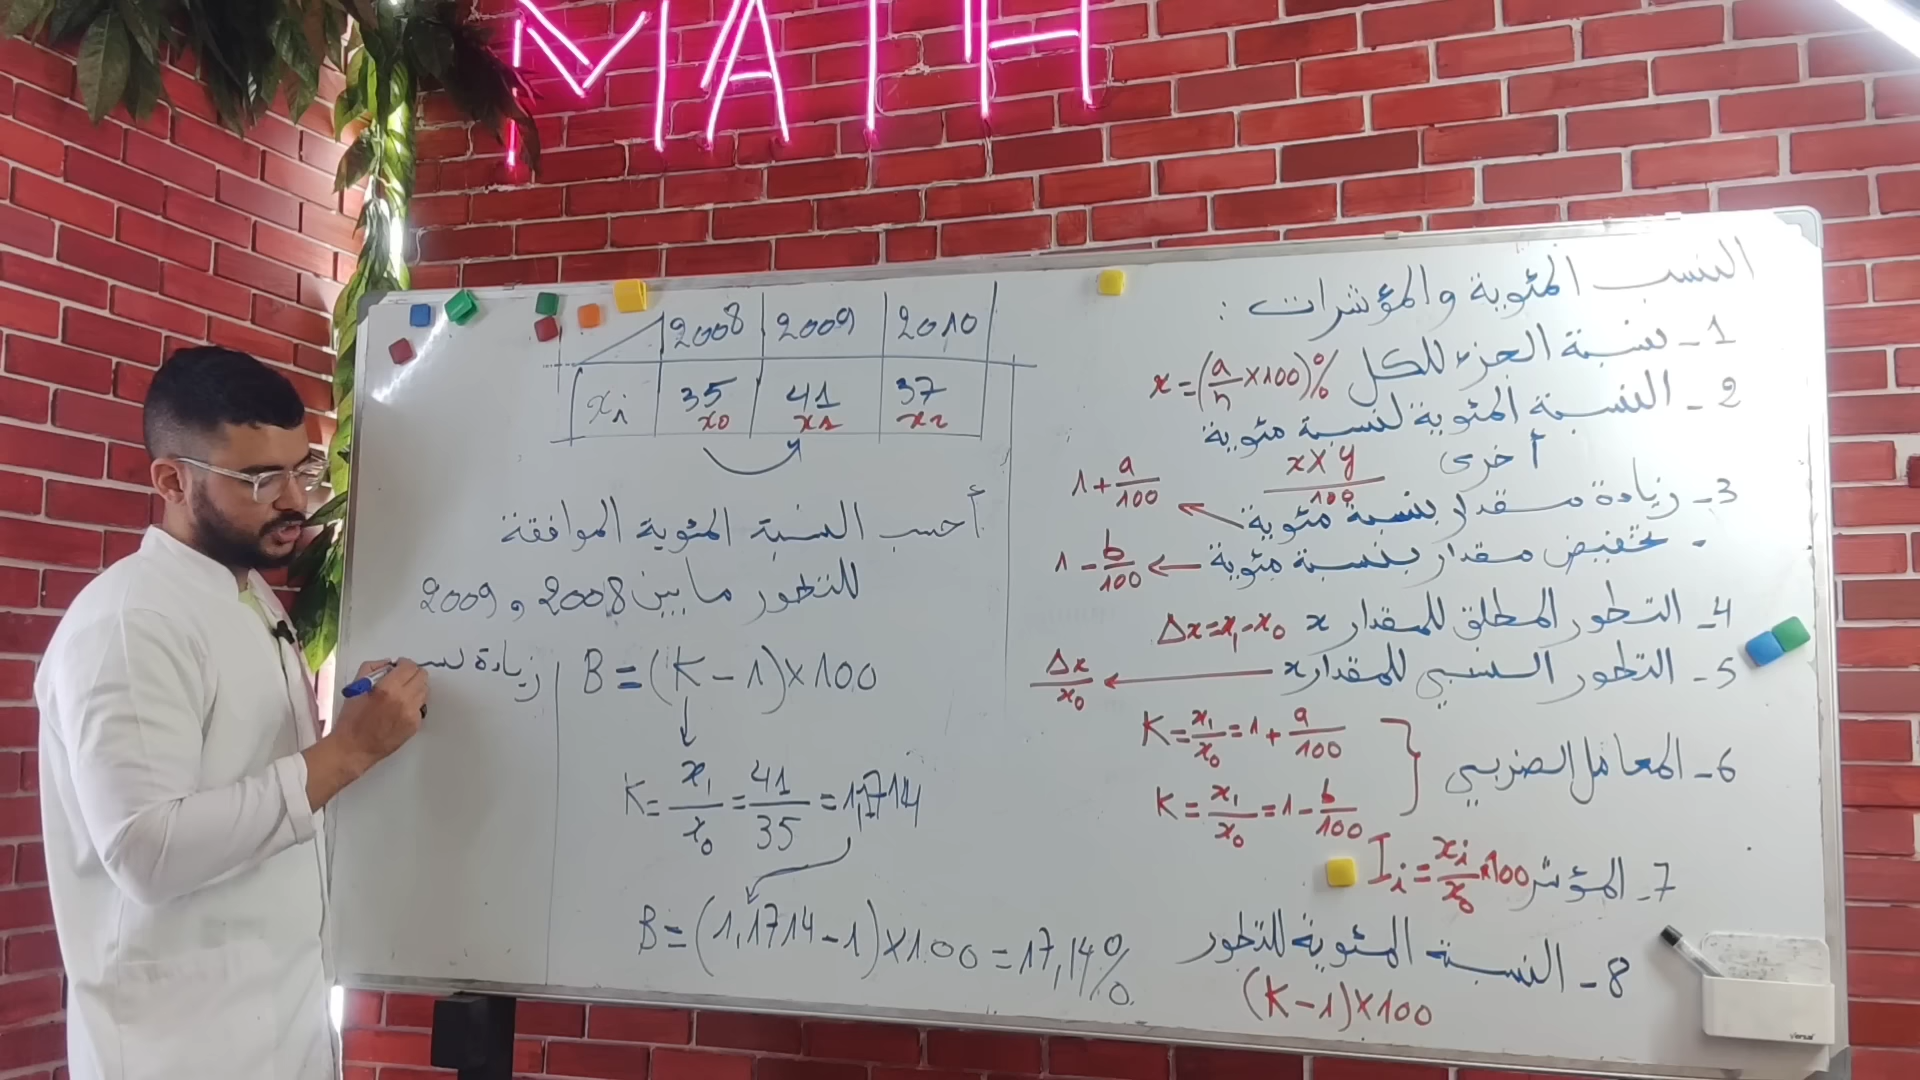 MATH
النسب المئوية والمؤشرات :
1- نسبة الجزء للكل x = (a/n × 100)%
2- النسبة المئوية لنسبة مئوية
أخرى x × y / 100
3- زيادة مقدار بنسبة مئوية ← 1 + a/100
- تخفيض مقدار بنسبة مئوية ← 1 - b/100
4- التطور المطلق للمقدار x Δx = x₁ - x₀
5- التطور النسبي للمقدار x ← Δx/x₀
6- المعامل الضربي
K = x₁/x₀ = 1 + a/100
K = x₁/x₀ = 1 - b/100
7- المؤشر Iᵢ = xᵢ/x₀ × 100
8- النسبة المئوية للتطور
(K - 1) × 100
2008 2009 2010
xᵢ 35 41 37
x₀ x₁ x₂
أحسب النسبة المئوية الموافقة
للتطور ما بين 2008 و 2009
B = (K - 1) × 100
K = x₁/x₀ = 41/35 = 1,1714
B = (1,1714 - 1) × 100 = 17,14%
زيادة
versal